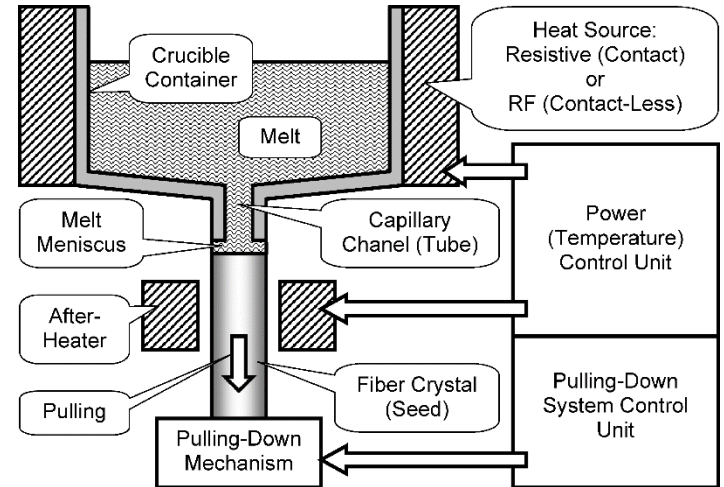 Crucible
Container
Heat Source:
Resistive (Contact)
or
RF (Contact-Less)
Melt
Melt
Meniscus
Capillary
Chanel (Tube)
Power
(Temperature)
Control Unit
After-
Heater
Pulling
Fiber Crystal
(Seed)
Pulling-Down
System Control
Unit
Pulling-Down
Mechanism